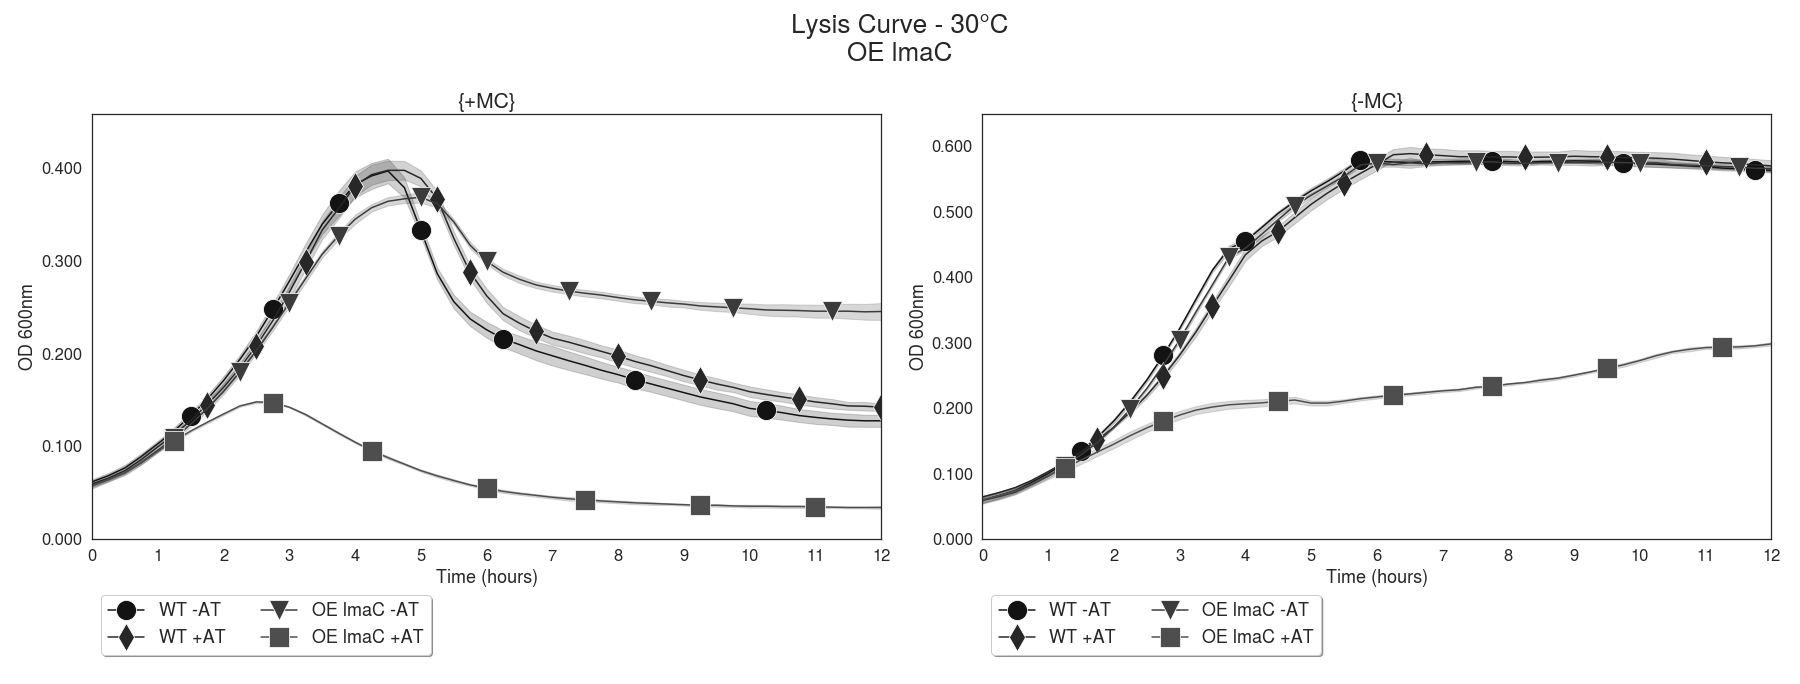 Lysis Curve - 30°C
OE lmaC
{+MC}
0.400
0.300
0.200
0.100
0.000
OD 600nm
0 1 2 3 4 5 6 7 8 9 10 11 12
Time (hours)
WT -AT
WT +AT
OE lmaC -AT
OE lmaC +AT
{-MC}
0.600
0.500
0.400
0.300
0.200
0.100
0.000
OD 600nm
0 1 2 3 4 5 6 7 8 9 10 11 12
Time (hours)
WT -AT
WT +AT
OE lmaC -AT
OE lmaC +AT